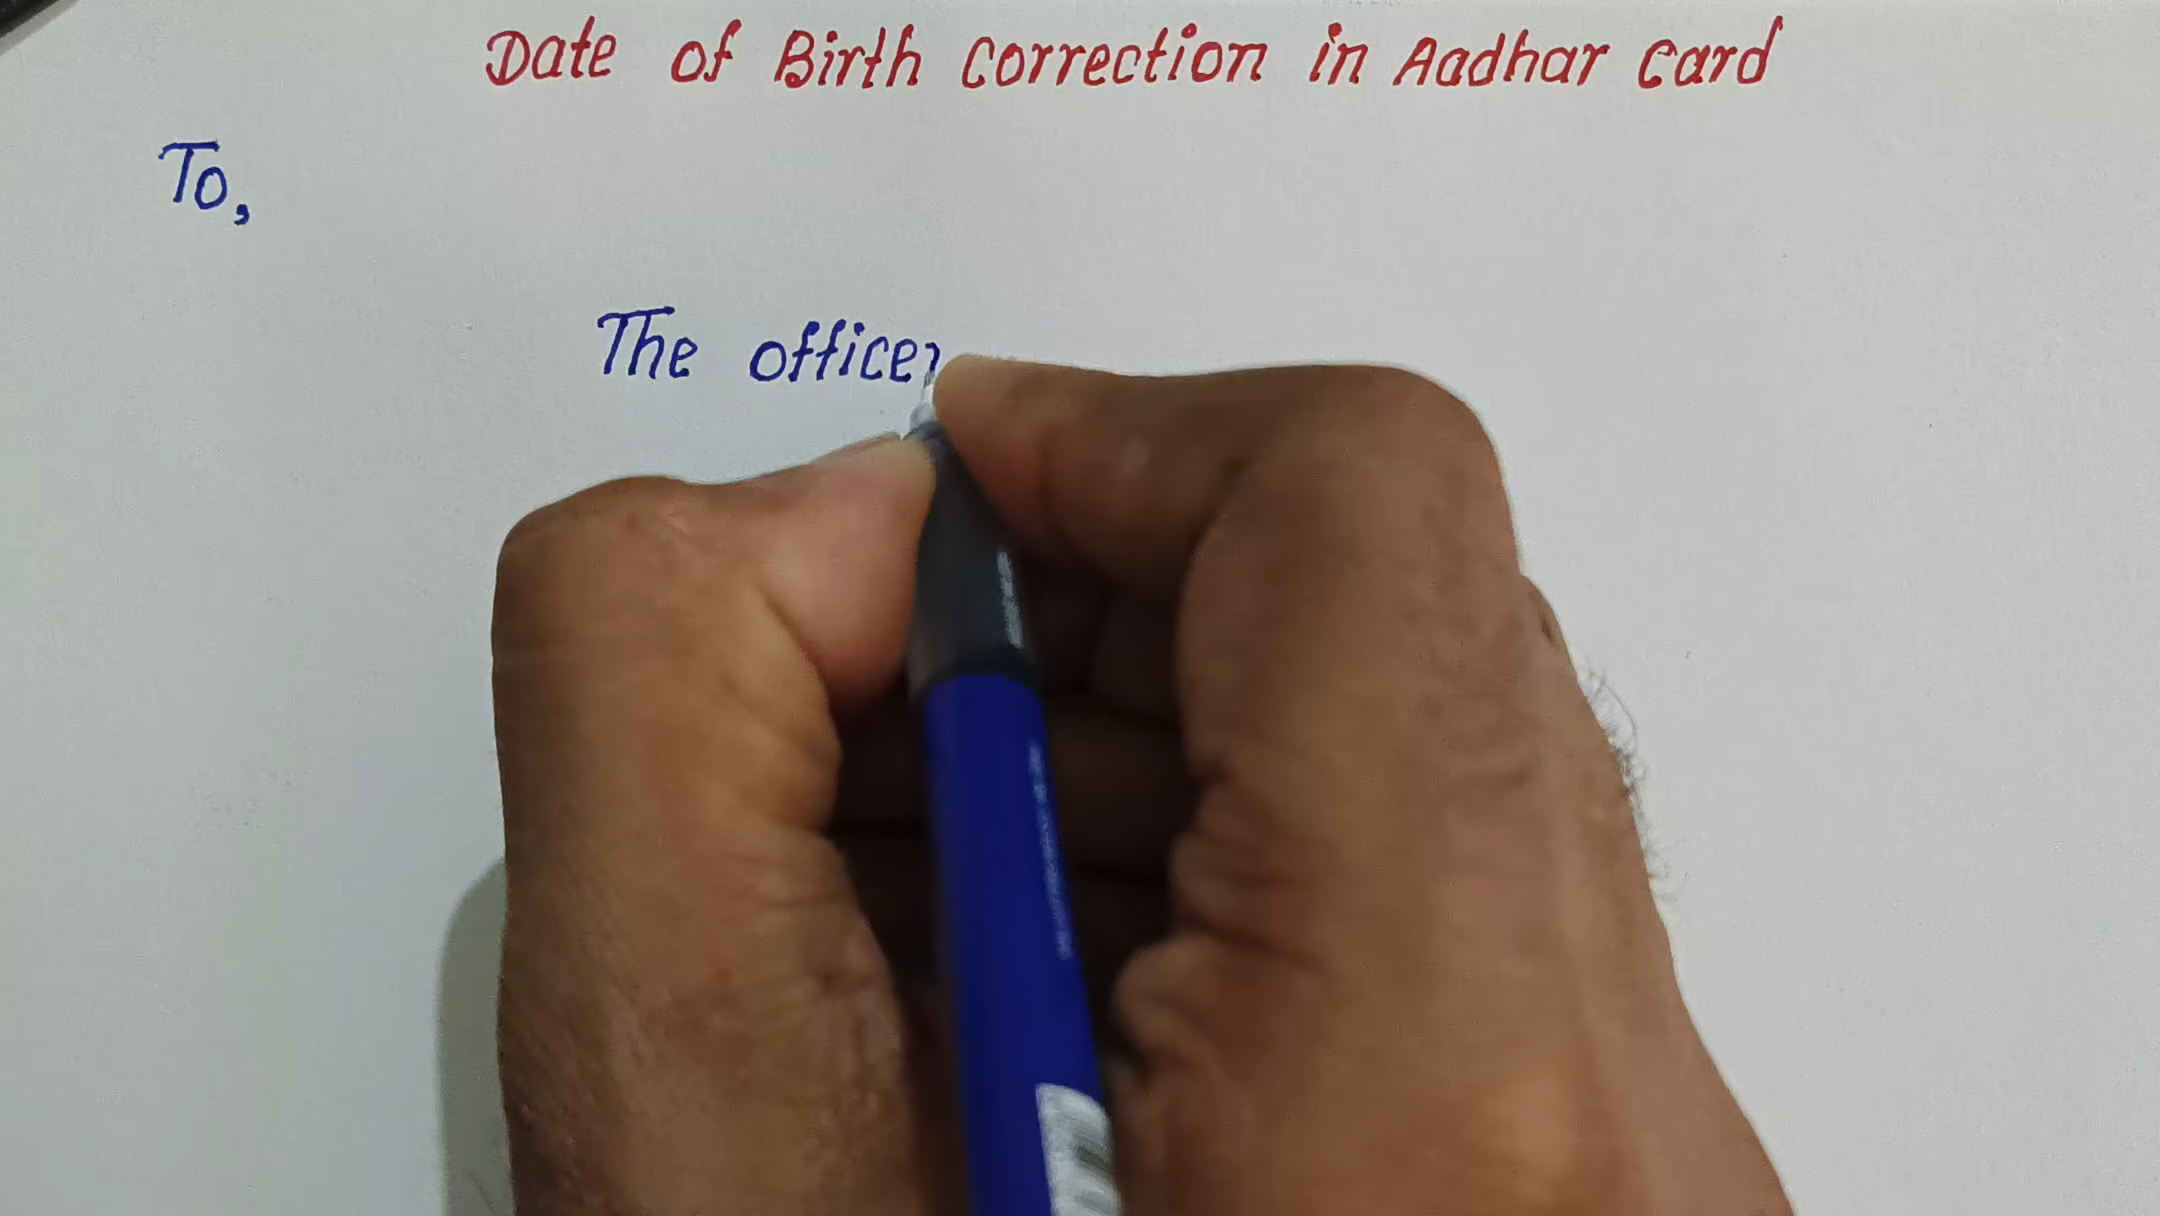 Date of Birth Correction in Aadhar Card
To,
The officer